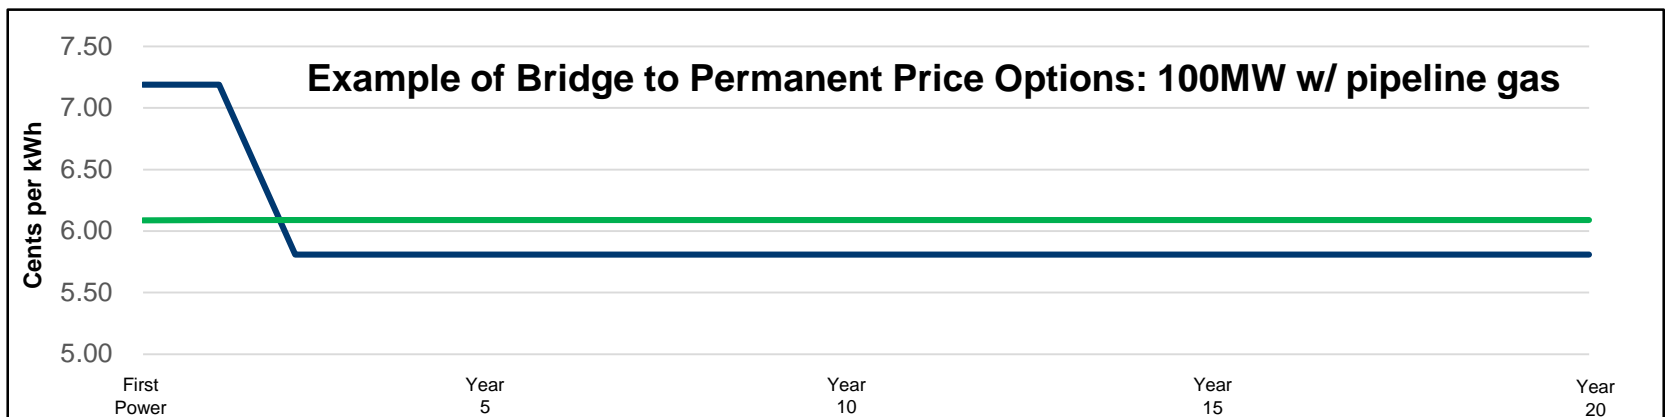 Example of Bridge to Permanent Price Options: 100MW w/ pipeline gas
Cents per kWh
7.50
7.00
6.50
6.00
5.50
5.00
First
Power
Year
5
Year
10
Year
15
Year
20